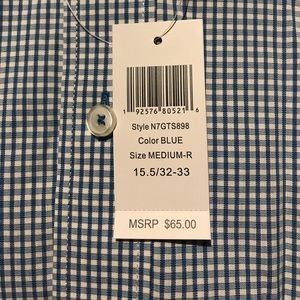 1 92576 80521 6
Style N7GTS898
Color BLUE
Size MEDIUM-R
15.5/32-33
MSRP $65.00